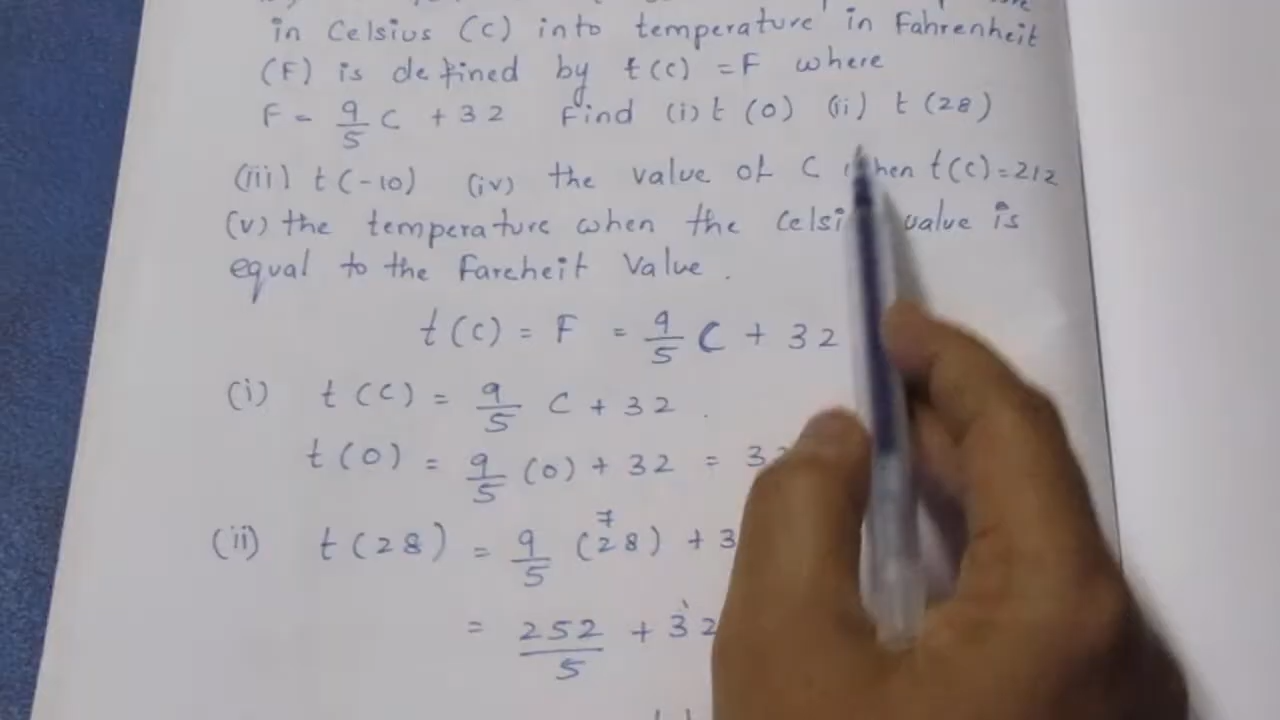 in Celsius (C) into temperature in Fahrenheit
(F) is defined by t(C) = F where
F = 9/5 C + 32 Find (i) t (0) (ii) t (28)
(iii) t(-10) (iv) the value of C when t(C)=212
(v) the temperature when the value is
equal to the Farcheit Value .
t(C) = F = 9/5 C + 32
(i) t(C) = 9/5 C + 32 .
t(0) = 9/5 (0) + 32 = 3
7
(ii) t(28) = 9/5 (28) + 3
= 252/5 + 32